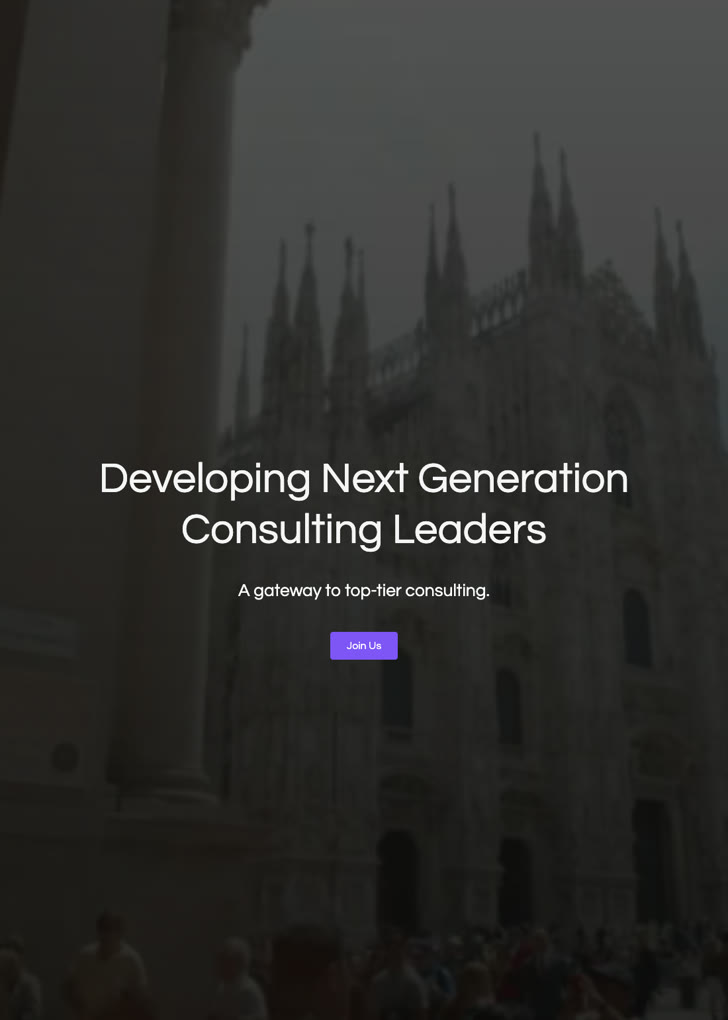 Developing Next Generation
Consulting Leaders
A gateway to top-tier consulting.
Join Us